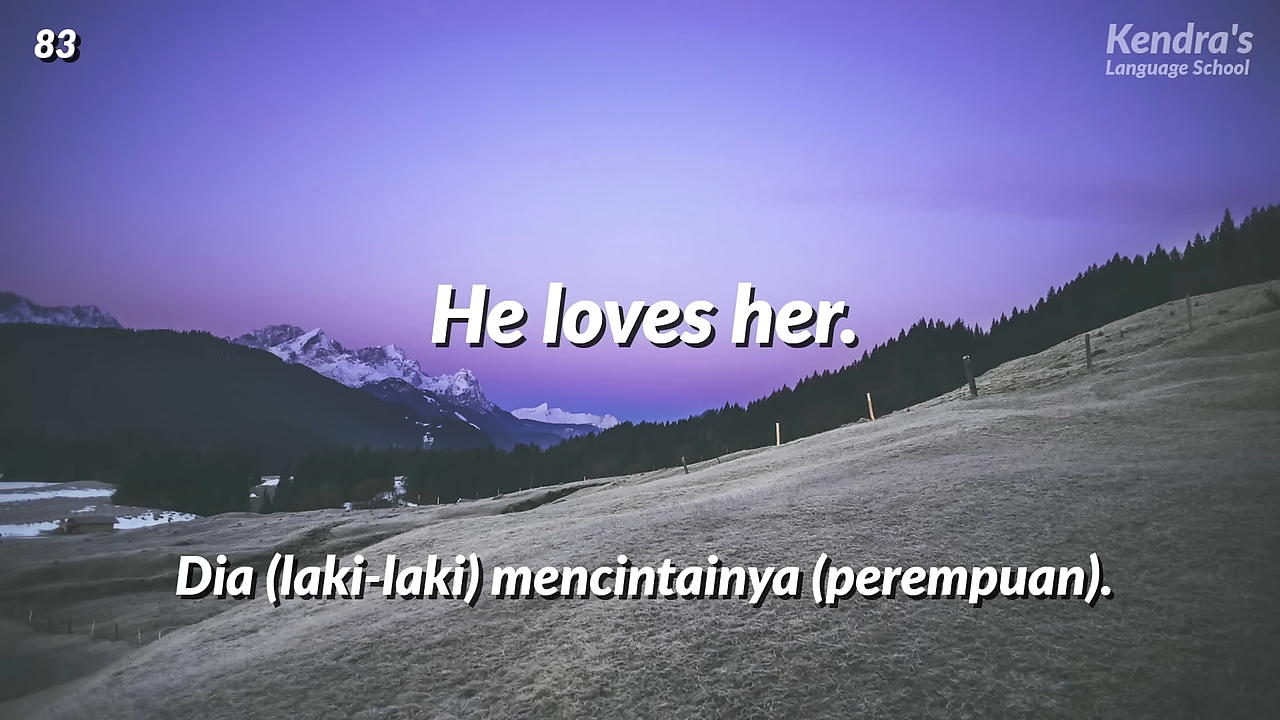 83
Kendra's
Language School
He loves her.
Dia (laki-laki) mencintainya (perempuan).